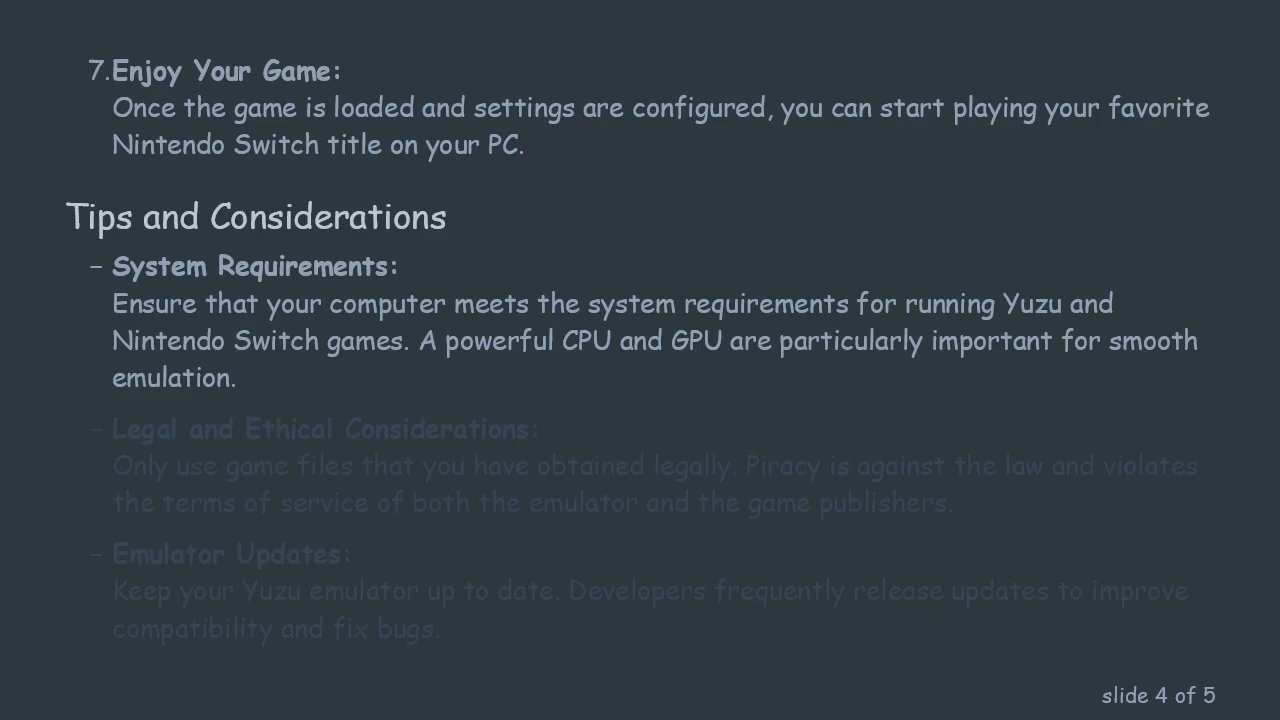 7.Enjoy Your Game:
Once the game is loaded and settings are configured, you can start playing your favorite
Nintendo Switch title on your PC.
Tips and Considerations
– System Requirements:
Ensure that your computer meets the system requirements for running Yuzu and
Nintendo Switch games. A powerful CPU and GPU are particularly important for smooth
emulation.
– Legal and Ethical Considerations:
Only use game files that you have obtained legally. Piracy is against the law and violates
the terms of service of both the emulator and the game publishers.
– Emulator Updates:
Keep your Yuzu emulator up to date. Developers frequently release updates to improve
compatibility and fix bugs.
slide 4 of 5